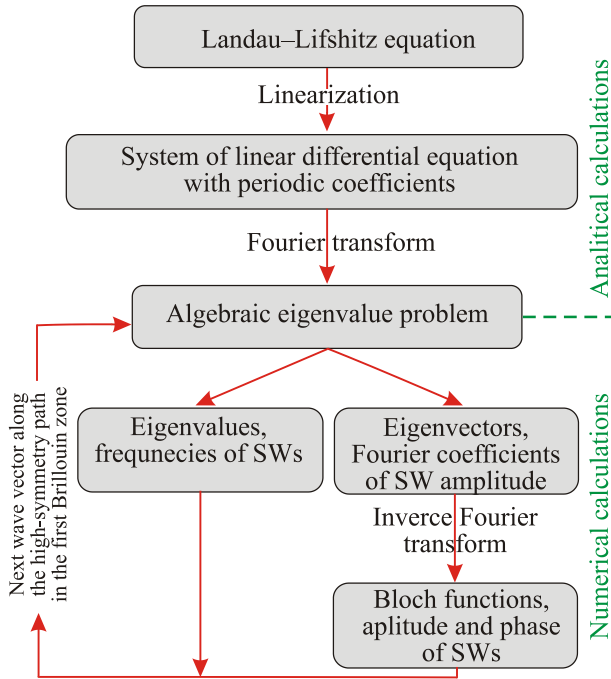 Landau–Lifshitz equation
Linearization
System of linear differential equation
with periodic coefficients
Fourier transform
Algebraic eigenvalue problem
Eigenvalues,
frequnecies of SWs
Eigenvectors,
Fourier coefficients
of SW amplitude
Inverce Fourier
transform
Bloch functions,
aplitude and phase
of SWs
Next wave vector along
the high-symmetry path
in the first Brillouin zone
Analitical calculations
Numerical calculations